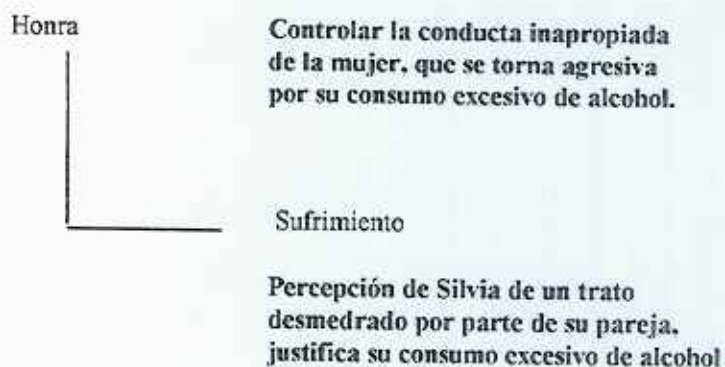 Honra
Controlar la conducta inapropiada
de la mujer, que se torna agresiva
por su consumo excesivo de alcohol.
Sufrimiento
Percepción de Silvia de un trato
desmedrado por parte de su pareja,
justifica su consumo excesivo de alcohol